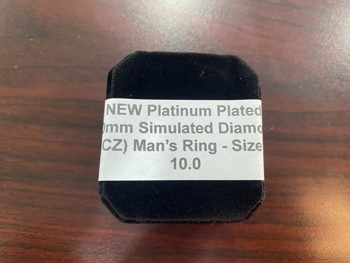 NEW Platinum Plated
mm Simulated Diamo
CZ) Man's Ring - Size
10.0